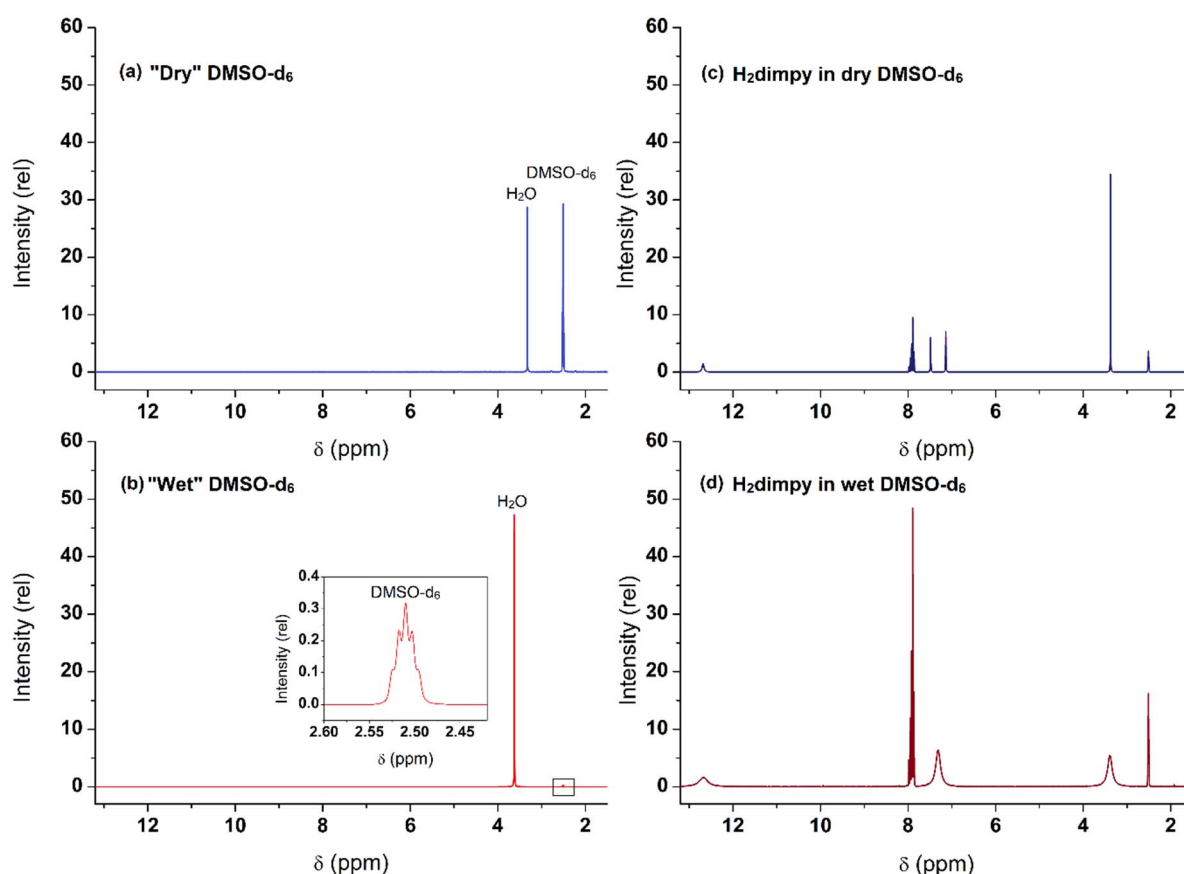 (a) "Dry" DMSO-d₆
60
50
40
30
20
10
0
Intensity (rel)
H₂O
DMSO-d₆
12 10 8 6 4 2
δ (ppm)
(c) H₂dimpy in dry DMSO-d₆
60
50
40
30
20
10
0
Intensity (rel)
12 10 8 6 4 2
δ (ppm)
(b) "Wet" DMSO-d₆
60
50
40
30
20
10
0
Intensity (rel)
H₂O
DMSO-d₆
0.4
0.3
0.2
0.1
0.0
Intensity (rel)
2.60 2.55 2.50 2.45
δ (ppm)
12 10 8 6 4 2
δ (ppm)
(d) H₂dimpy in wet DMSO-d₆
60
50
40
30
20
10
0
Intensity (rel)
12 10 8 6 4 2
δ (ppm)